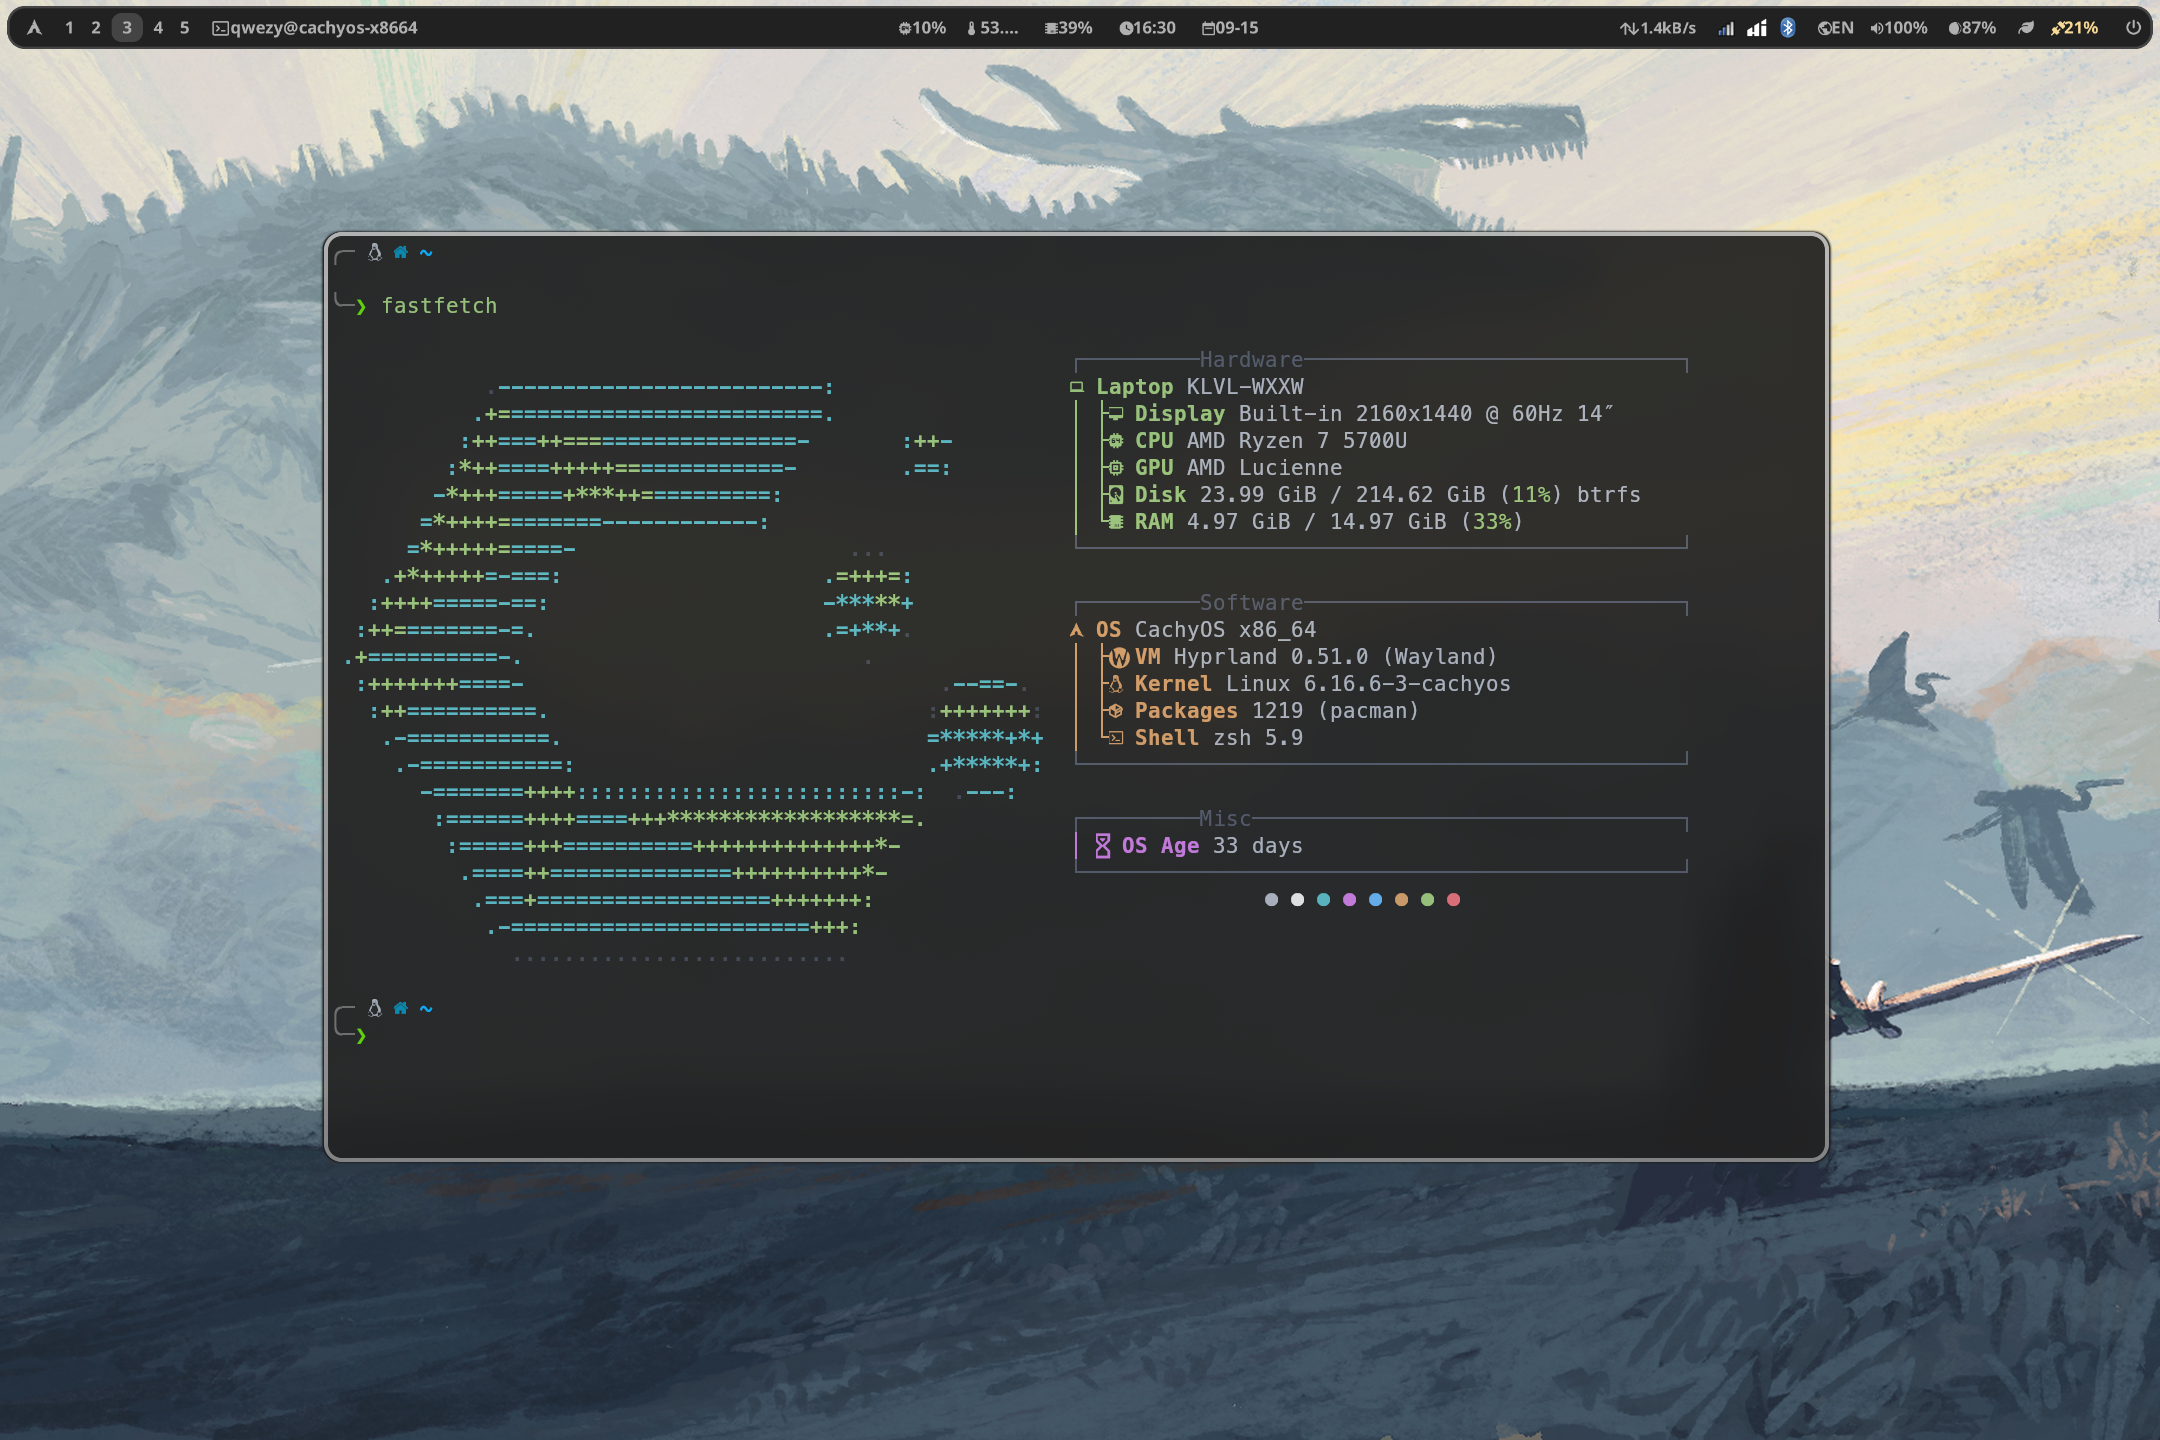 1 2 3 4 5 qwezy@cachyos-x8664 10% 53.... 39% 16:30 09-15 1.4kB/s EN 100% 87% 21%
~
❯ fastfetch
Hardware
Laptop KLVL-WXXW
Display Built-in 2160x1440 @ 60Hz 14″
CPU AMD Ryzen 7 5700U
GPU AMD Lucienne
Disk 23.99 GiB / 214.62 GiB (11%) btrfs
RAM 4.97 GiB / 14.97 GiB (33%)
Software
OS CachyOS x86_64
VM Hyprland 0.51.0 (Wayland)
Kernel Linux 6.16.6-3-cachyos
Packages 1219 (pacman)
Shell zsh 5.9
Misc
OS Age 33 days
~
❯